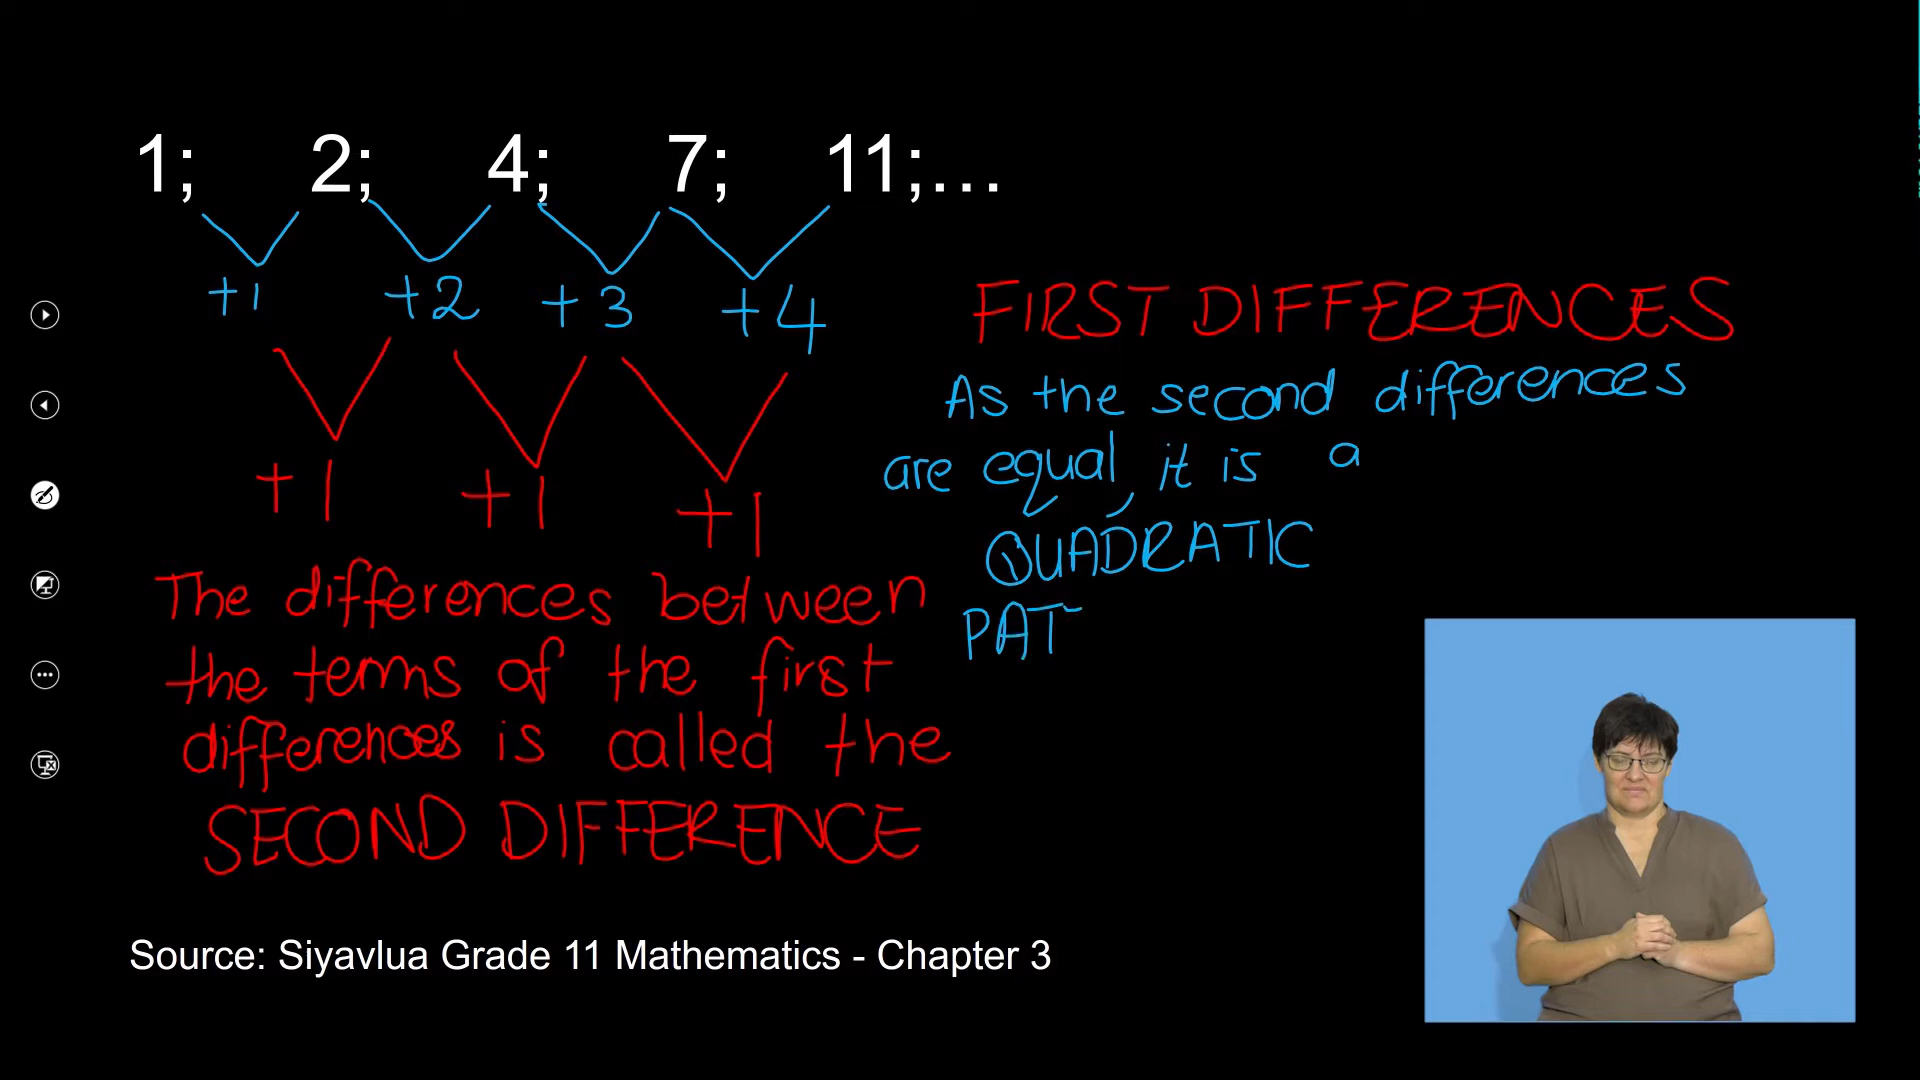 1; 2; 4; 7; 11;...
+1 +2 +3 +4
+1 +1 +1
FIRST DIFFERENCES
As the second differences
are equal, it is a
QUADRATIC
PAT
The differences between
the terms of the first
differences is called the
SECOND DIFFERENCE
Source: Siyavlua Grade 11 Mathematics - Chapter 3